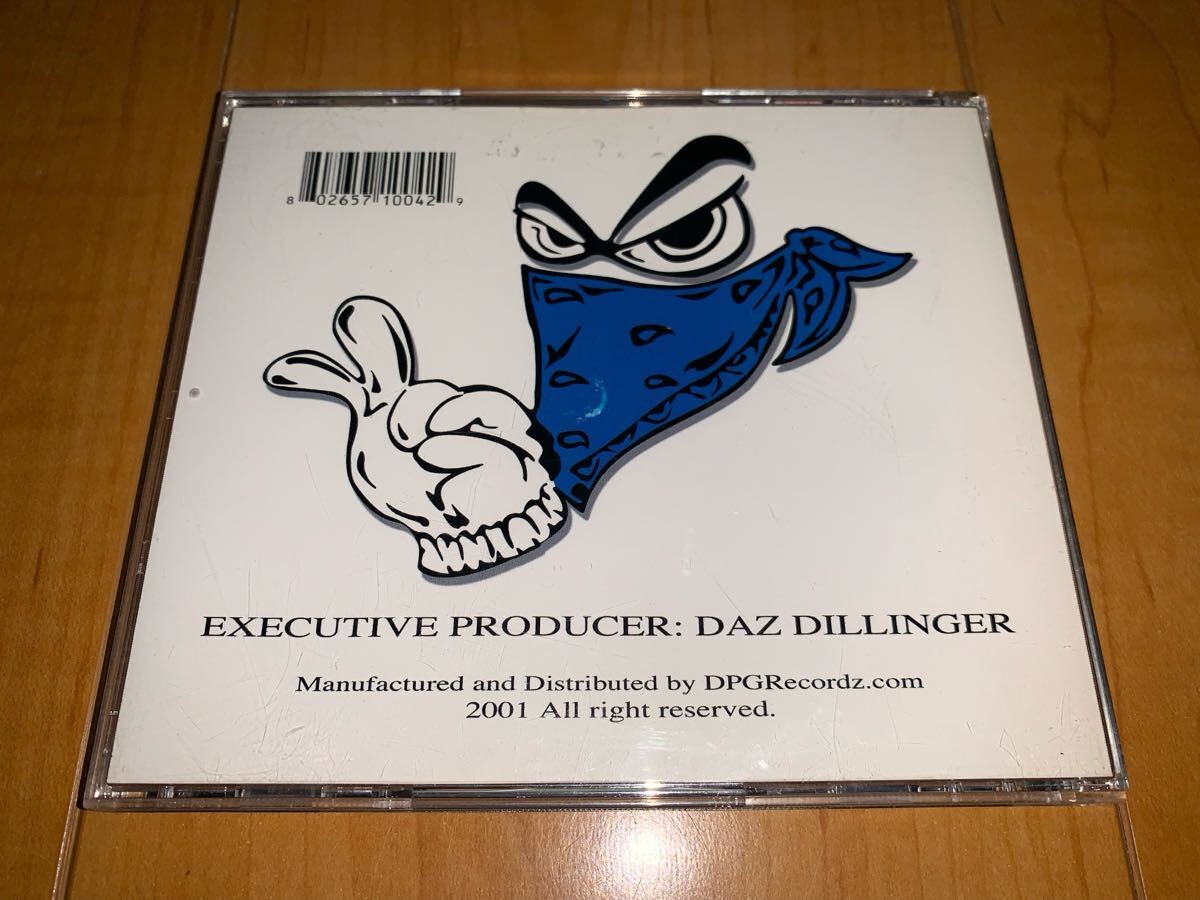 8 02657 10042 9
EXECUTIVE PRODUCER: DAZ DILLINGER
Manufactured and Distributed by DPGRecordz.com
2001 All right reserved.